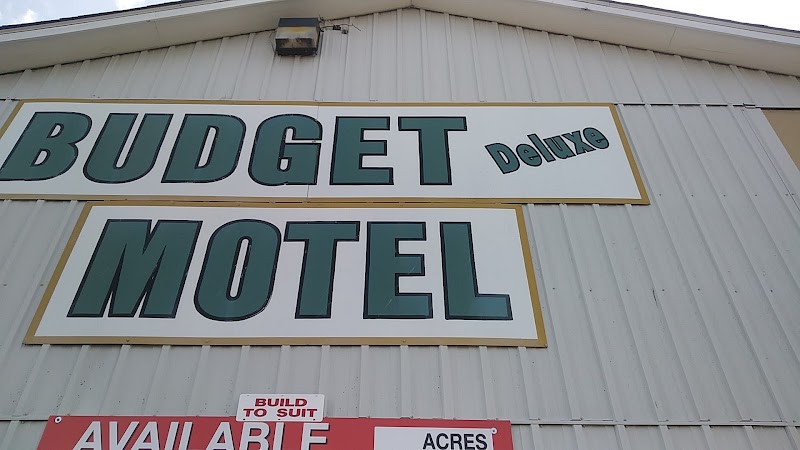 BUDGET Deluxe
MOTEL
BUILD
TO SUIT
AVAILABLE ACRES